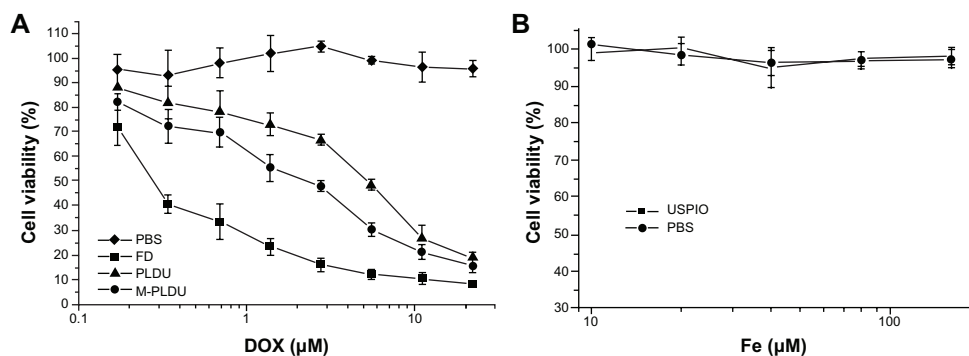 A
Cell viability (%)
110
100
90
80
70
60
50
40
30
20
10
0
PBS
FD
PLDU
M-PLDU
0.1
1
10
DOX (µM)
B
Cell viability (%)
100
90
80
70
60
50
40
30
USPIO
PBS
10
100
Fe (µM)